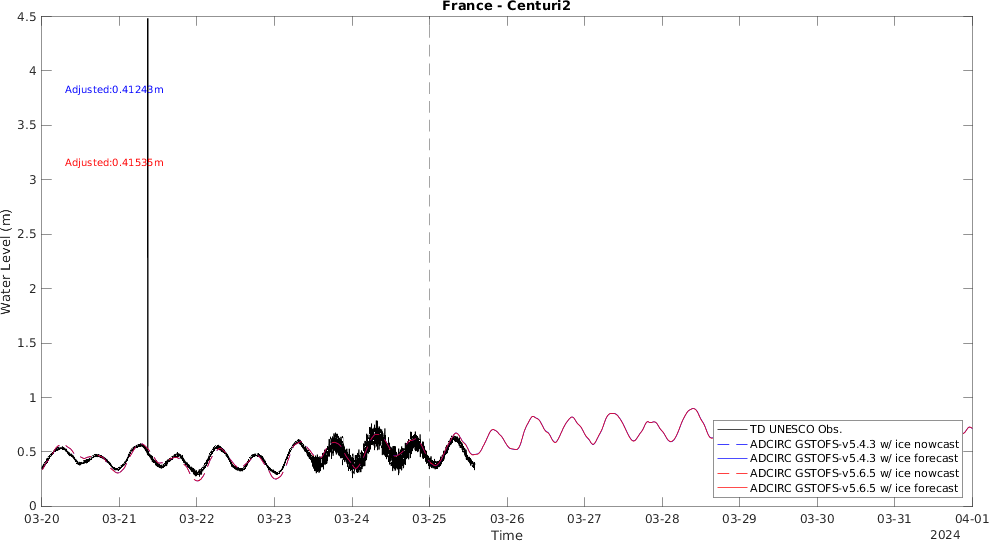 France - Centuri2
4.5
4
3.5
3
2.5
2
1.5
1
0.5
0
Water Level (m)
Adjusted:0.41243m
Adjusted:0.41535m
TD UNESCO Obs.
ADCIRC GSTOFS-v5.4.3 w/ ice nowcast
ADCIRC GSTOFS-v5.4.3 w/ ice forecast
ADCIRC GSTOFS-v5.6.5 w/ ice nowcast
ADCIRC GSTOFS-v5.6.5 w/ ice forecast
03-20 03-21 03-22 03-23 03-24 03-25 03-26 03-27 03-28 03-29 03-30 03-31 04-01
Time
2024